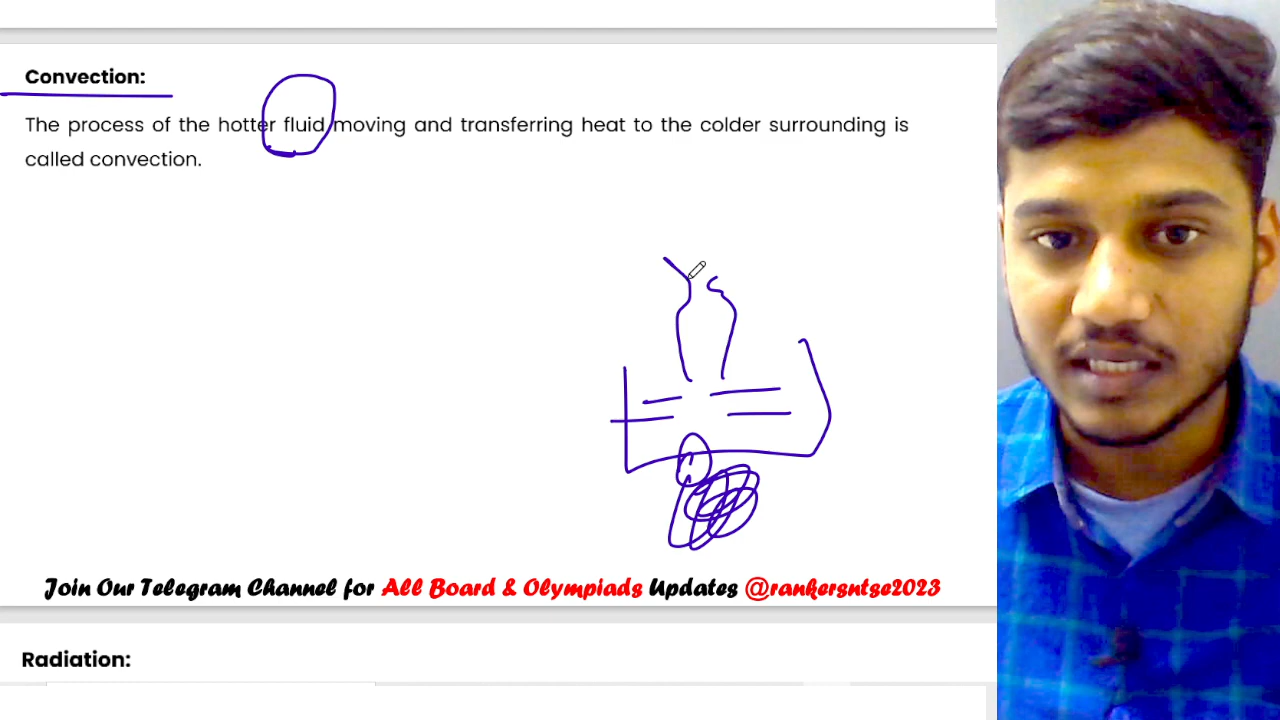 Convection:
The process of the hotter fluid moving and transferring heat to the colder surrounding is
called convection.
Join Our Telegram Channel for All Board & Olympiads Updates @rankersntse2023
Radiation: